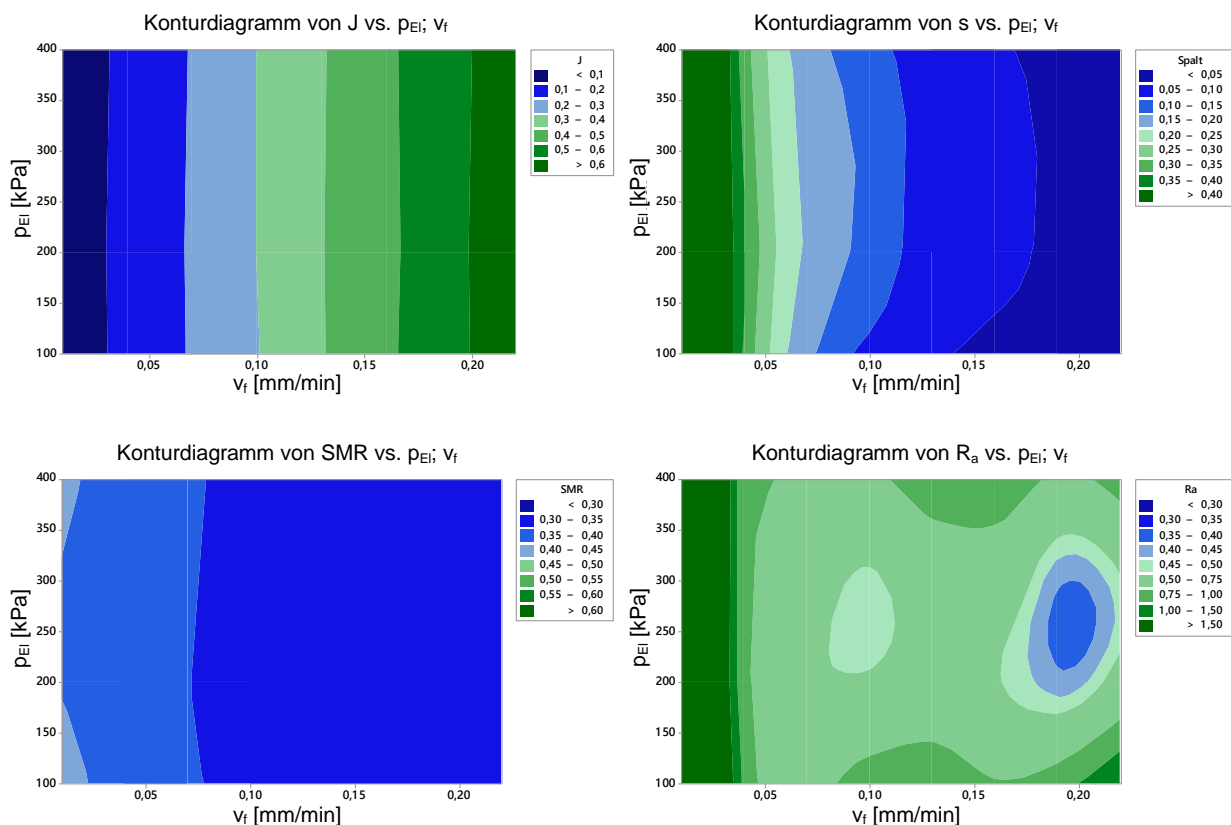 Konturdiagramm von J vs. pEl; vf
400
350
300
250
200
150
100
pEl [kPa]
0,05
0,10
0,15
0,20
vf [mm/min]
J
< 0,1
0,1 – 0,2
0,2 – 0,3
0,3 – 0,4
0,4 – 0,5
0,5 – 0,6
> 0,6
Konturdiagramm von s vs. pEl; vf
400
350
300
250
200
150
100
pEl [kPa]
0,05
0,10
0,15
0,20
vf [mm/min]
Spalt
< 0,05
0,05 – 0,10
0,10 – 0,15
0,15 – 0,20
0,20 – 0,25
0,25 – 0,30
0,30 – 0,35
0,35 – 0,40
> 0,40
Konturdiagramm von SMR vs. pEl; vf
400
350
300
250
200
150
100
pEl [kPa]
0,05
0,10
0,15
0,20
vf [mm/min]
SMR
< 0,30
0,30 – 0,35
0,35 – 0,40
0,40 – 0,45
0,45 – 0,50
0,50 – 0,55
0,55 – 0,60
> 0,60
Konturdiagramm von Ra vs. pEl; vf
400
350
300
250
200
150
100
pEl [kPa]
0,05
0,10
0,15
0,20
vf [mm/min]
Ra
< 0,30
0,30 – 0,35
0,35 – 0,40
0,40 – 0,45
0,45 – 0,50
0,50 – 0,75
0,75 – 1,00
1,00 – 1,50
> 1,50